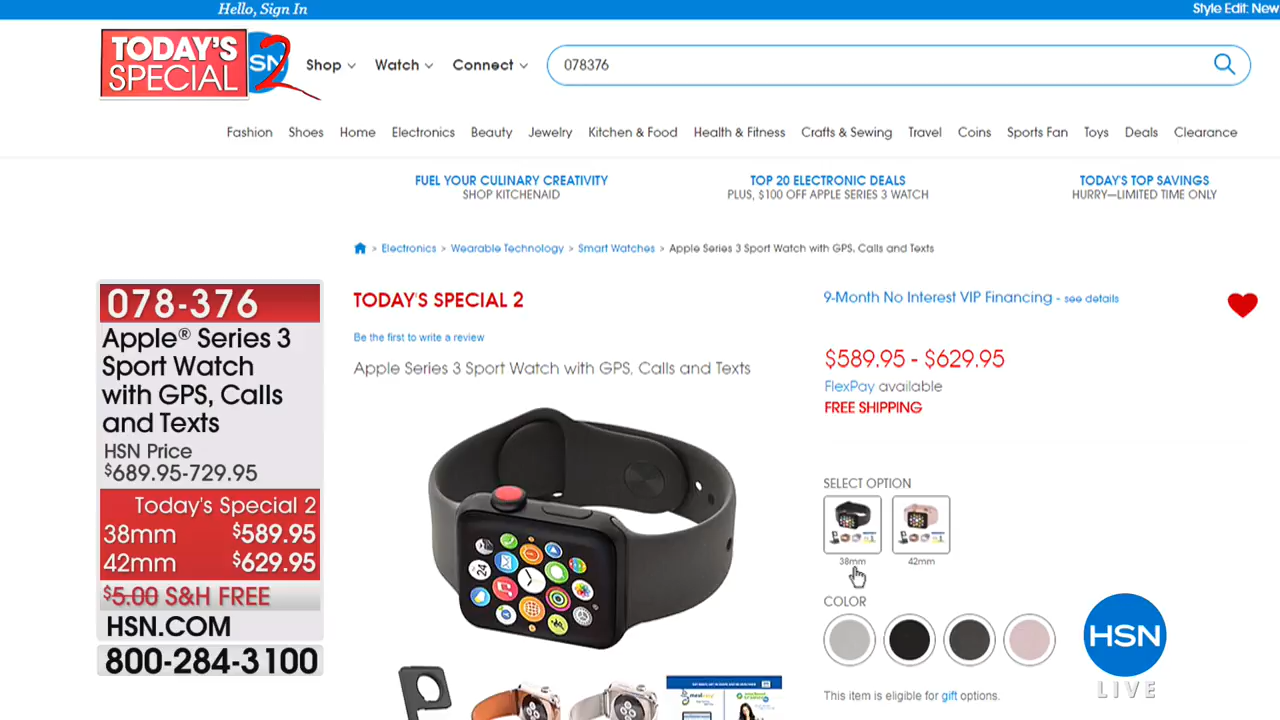 Hello, Sign In
Style Edit: New
TODAY'S
SPECIAL 2
HSN
Shop
Watch
Connect
078376
Fashion
Shoes
Home
Electronics
Beauty
Jewelry
Kitchen & Food
Health & Fitness
Crafts & Sewing
Travel
Coins
Sports Fan
Toys
Deals
Clearance
FUEL YOUR CULINARY CREATIVITY
SHOP KITCHENAID
TOP 20 ELECTRONIC DEALS
PLUS, $100 OFF APPLE SERIES 3 WATCH
TODAY'S TOP SAVINGS
HURRY—LIMITED TIME ONLY
> Electronics > Wearable Technology > Smart Watches > Apple Series 3 Sport Watch with GPS, Calls and Texts
078-376
Apple® Series 3
Sport Watch
with GPS, Calls
and Texts
HSN Price
$689.95-729.95
Today's Special 2
38mm $589.95
42mm $629.95
$5.00 S&H FREE
HSN.COM
800-284-3100
TODAY'S SPECIAL 2
Be the first to write a review
Apple Series 3 Sport Watch with GPS, Calls and Texts
24
9-Month No Interest VIP Financing - see details
$589.95 - $629.95
FlexPay available
FREE SHIPPING
SELECT OPTION
38mm
42mm
COLOR
This item is eligible for gift options.
HSN
LIVE